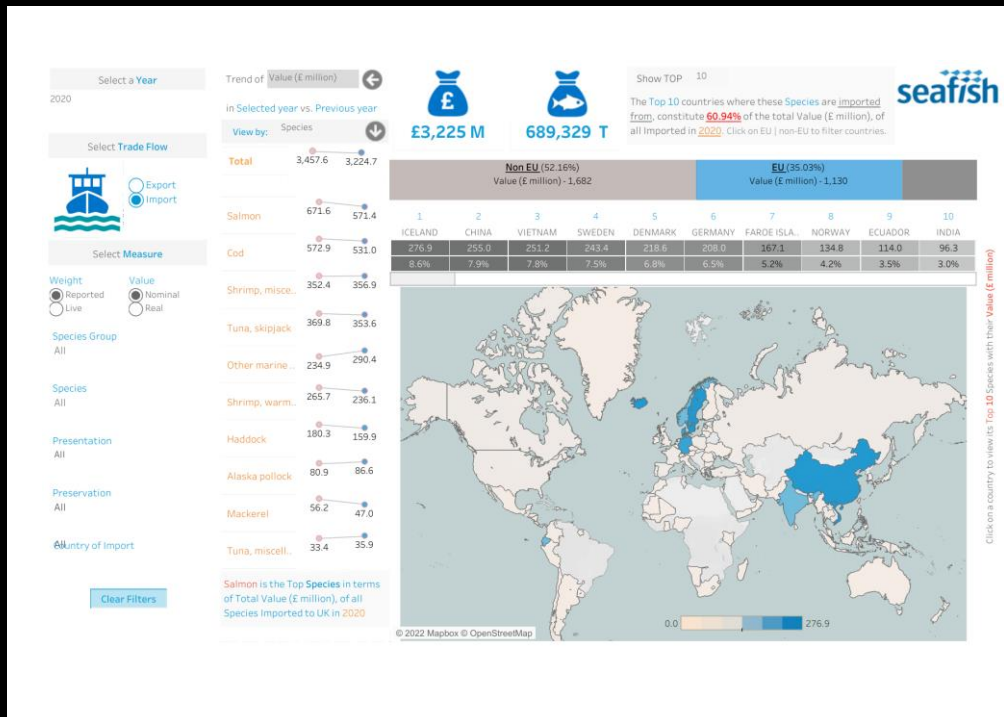 Select a Year
2020
Select Trade Flow
Export
Import
Select Measure
Weight
Value
Reported
Nominal
Live
Real
Species Group
All
Species
All
Presentation
All
Preservation
All
Country of Import
All
Clear Filters
Trend of Value (£ million)
in Selected year vs. Previous year
View by: Species
Total 3,457.6 3,224.7
Salmon 671.6 571.4
Cod 572.9 531.0
Shrimp, misce.. 352.4 356.9
Tuna, skipjack 369.8 353.6
Other marine .. 234.9 290.4
Shrimp, warm.. 265.7 236.1
Haddock 180.3 159.9
Alaska pollock 80.9 86.6
Mackerel 56.2 47.0
Tuna, miscell.. 33.4 35.9
Salmon is the Top Species in terms
of Total Value (£ million), of all
Species Imported to UK in 2020
£
£3,225 M
689,329 T
Show TOP 10
The Top 10 countries where these Species are imported
from, constitute 60.94% of the total Value (£ million), of
all Imported in 2020. Click on EU | non-EU to filter countries.
seafish
Non EU (52.16%)
Value (£ million) - 1,682
EU (35.03%)
Value (£ million) - 1,130
1 2 3 4 5 6 7 8 9 10
ICELAND CHINA VIETNAM SWEDEN DENMARK GERMANY FAROE ISLA.. NORWAY ECUADOR INDIA
276.9 255.0 251.2 243.4 218.6 208.0 167.1 134.8 114.0 96.3
8.6% 7.9% 7.8% 7.5% 6.8% 6.5% 5.2% 4.2% 3.5% 3.0%
0.0 276.9
© 2022 Mapbox © OpenStreetMap
Click on a country to view its Top 10 Species with their Value (£ million)